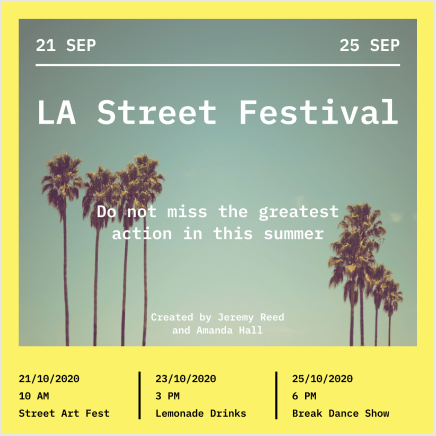 21 SEP
25 SEP
LA Street Festival
Do not miss the greatest
action in this summer
Created by Jeremy Reed
and Amanda Hall
21/10/2020
10 AM
Street Art Fest
23/10/2020
3 PM
Lemonade Drinks
25/10/2020
6 PM
Break Dance Show